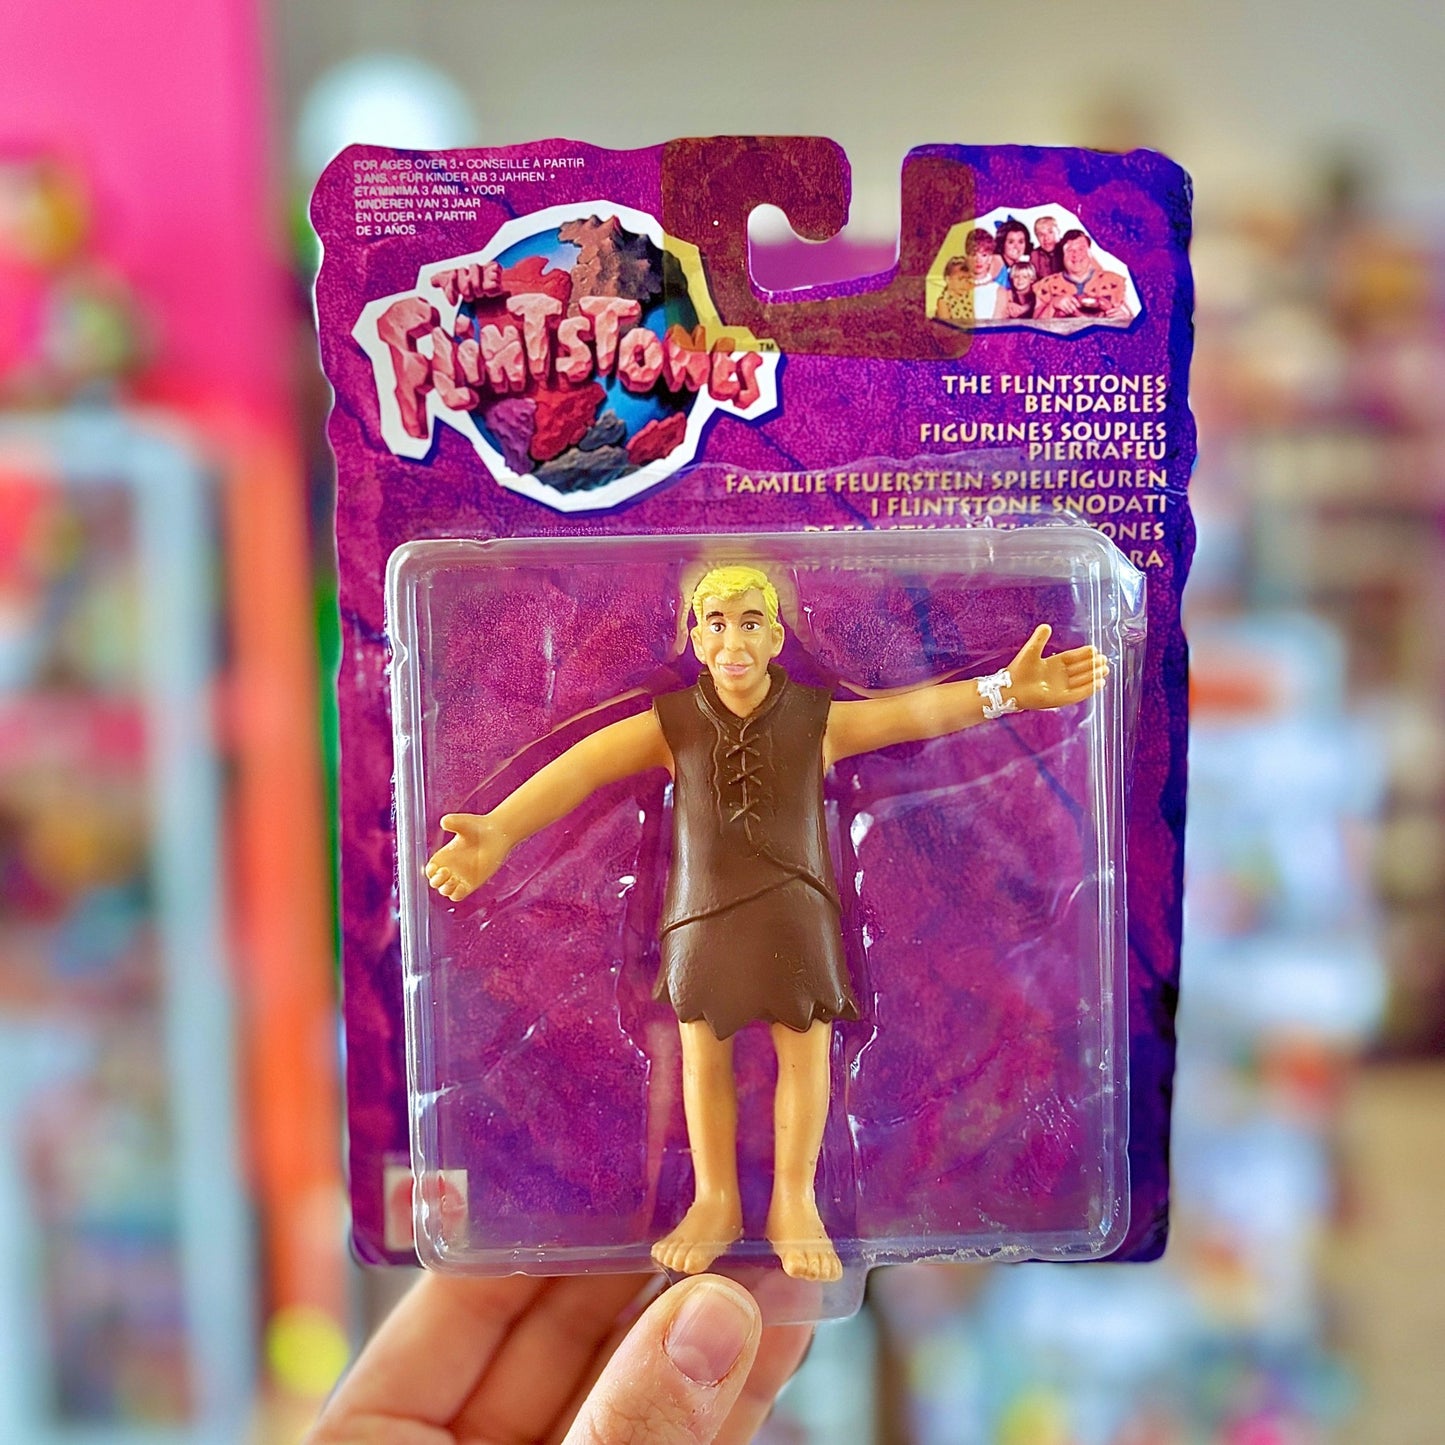 FOR AGES OVER 3. • CONSEILLÉ À PARTIR
3 ANS. • FÜR KINDER AB 3 JAHREN. •
ETA MINIMA 3 ANNI. • VOOR
KINDEREN VAN 3 JAAR
EN OUDER • A PARTIR
DE 3 AÑOS
THE
FLINTSTONES™
THE FLINTSTONES
BENDABLES
FIGURINES SOUPLES
PIERRAFEU
FAMILIE FEUERSTEIN SPIELFIGUREN
I FLINTSTONE SNODATI